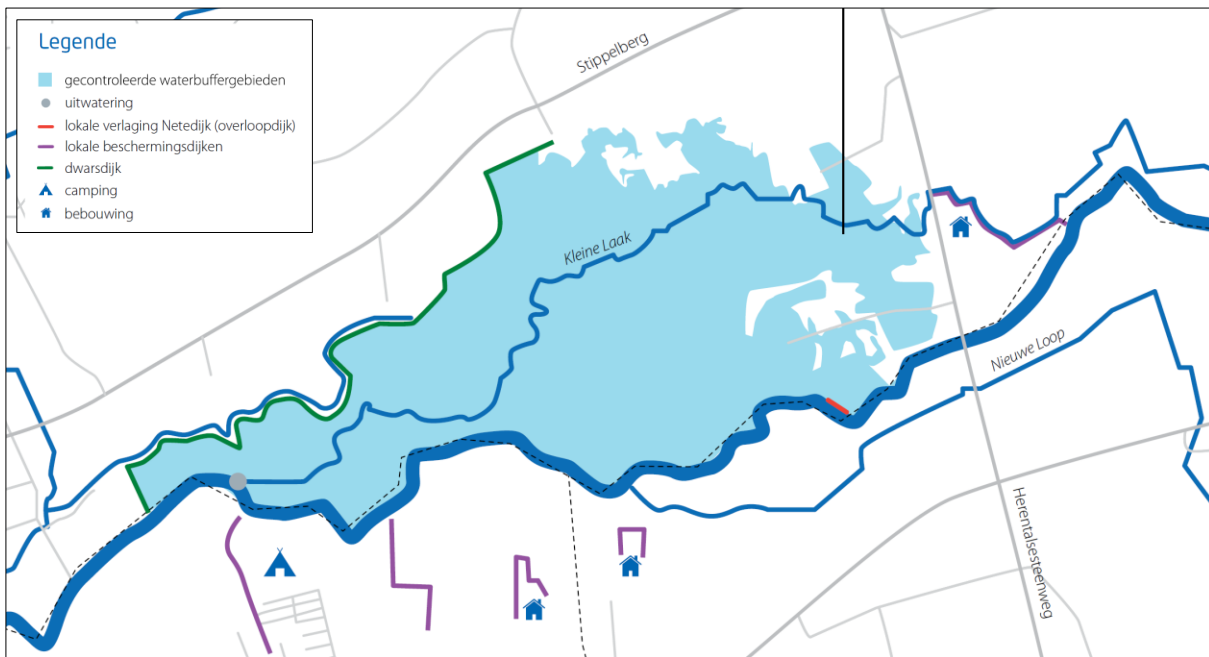 Legende
gecontroleerde waterbuffergebieden
uitwatering
lokale verlaging Netedijk (overloopdijk)
lokale beschermingsdijken
dwarsdijk
camping
bebouwing
Stippelberg
Kleine Laak
Nieuwe Loop
Herentalsesteenweg